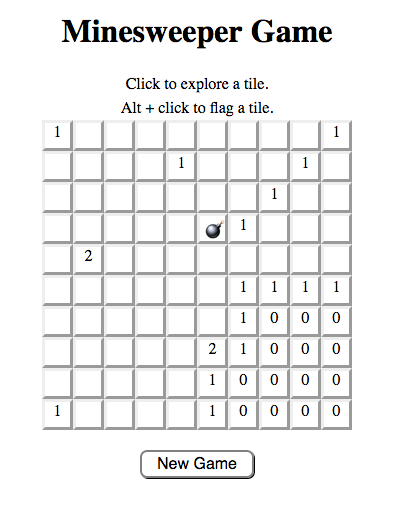 Minesweeper Game
Click to explore a tile.
Alt + click to flag a tile.
1 1
1 1
1
1
2
1 1 1 1
1 0 0 0
2 1 0 0 0
1 0 0 0 0
1 1 0 0 0 0
New Game